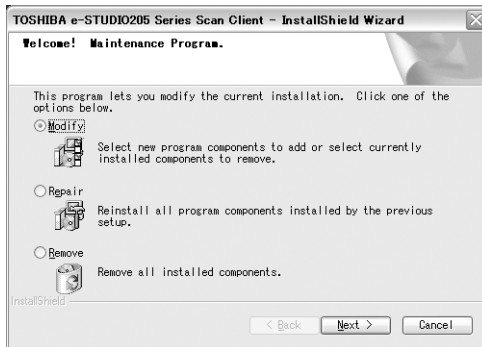 TOSHIBA e-STUDIO205 Series Scan Client - InstallShield Wizard
Welcome! Maintenance Program.
This program lets you modify the current installation. Click one of the
options below.
Modify
Select new program components to add or select currently
installed components to remove.
Repair
Reinstall all program components installed by the previous
setup.
Remove
Remove all installed components.
InstallShield
< Back Next > Cancel